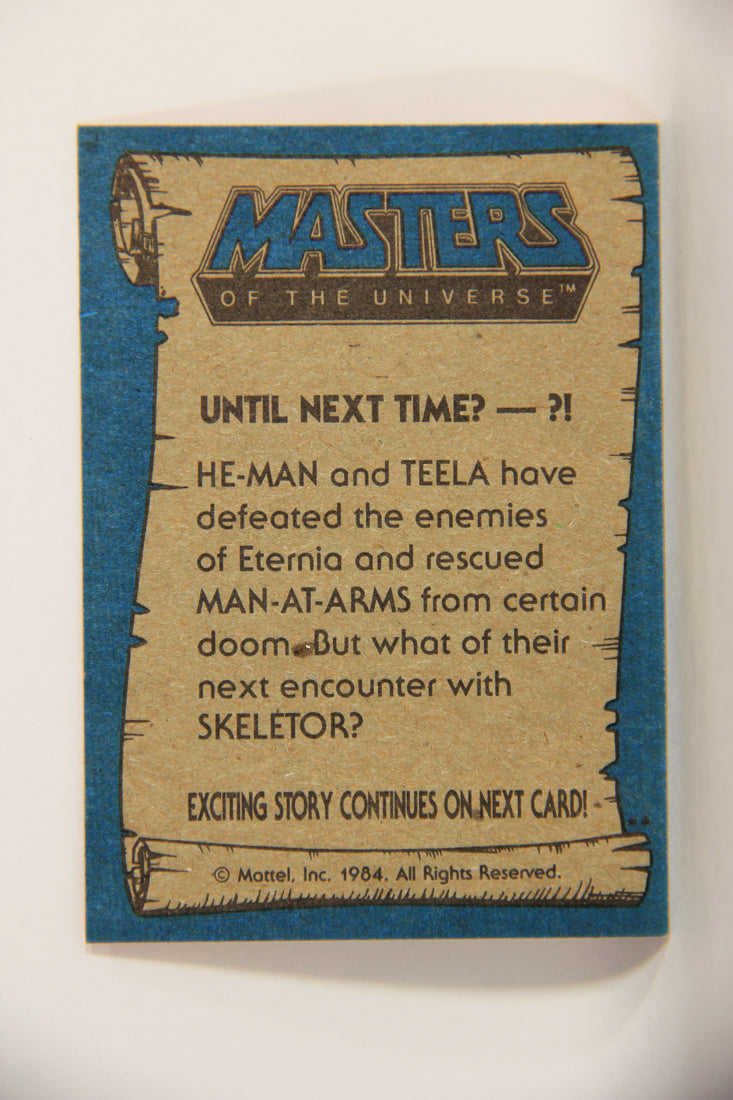 MASTERS
OF THE UNIVERSE™
UNTIL NEXT TIME? — ?!
HE-MAN and TEELA have
defeated the enemies
of Eternia and rescued
MAN-AT-ARMS from certain
doom. But what of their
next encounter with
SKELETOR?
EXCITING STORY CONTINUES ON NEXT CARD!
**
© Mattel, Inc. 1984. All Rights Reserved.